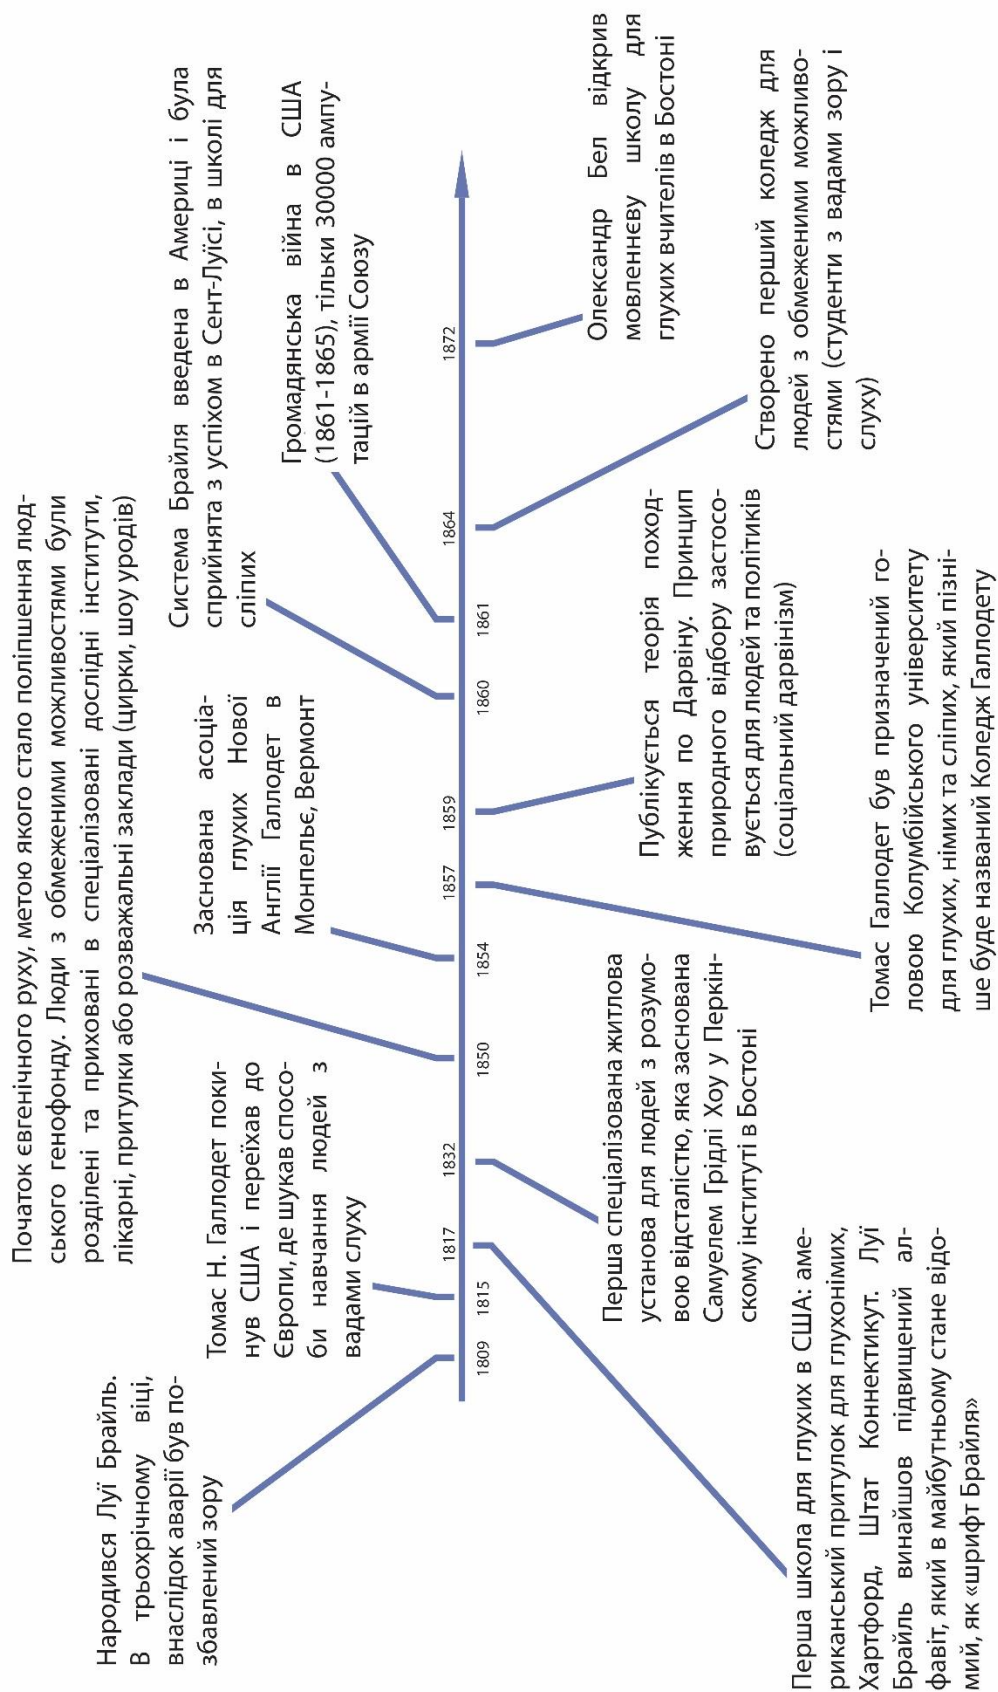 Народився Луї Брайль.
В трьохрічному віці,
внаслідок аварії був по-
збавлений зору
1809
Томас Н. Галлодет поки-
нув США і переїхав до
Європи, де шукав спосо-
би навчання людей з
вадами слуху
1815
Перша школа для глухих в США: аме-
риканський притулок для глухонімих,
Хартфорд, Штат Коннектикут. Луї
Брайль винайшов підвищений ал-
фавіт, який в майбутньому стане відо-
мий, як «шрифт Брайля»
1817
Перша спеціалізована житлова
установа для людей з розумо-
вою відсталістю, яка заснована
Самуелем Грідлі Хоу у Перкін-
скому інституті в Бостоні
1832
Початок євгенічного руху, метою якого стало поліпшення люд-
ського генофонду. Люди з обмеженими можливостями були
розділені та приховані в спеціалізовані дослідні інститути,
лікарні, притулки або розважальні заклади (цирки, шоу уродів)
1850
Заснована асоціа-
ція глухих Нової
Англії Галлодет в
Монпельє, Вермонт
1854
Томас Галлодет був призначений го-
ловою Колумбійського університету
для глухих, німих та сліпих, який пізні-
ше буде названий Коледж Галлодету
1857
Публікується теорія поход-
ження по Дарвіну. Принцип
природного відбору застосо-
вується для людей та політиків
(соціальний дарвінізм)
1859
Система Брайля введена в Америці і була
сприйнята з успіхом в Сент-Луїсі, в школі для
сліпих
1860
Громадянська війна в США
(1861-1865), тільки 30000 ампу-
тацій в армії Союзу
1861
Створено перший коледж для
людей з обмеженими можливо-
стями (студенти з вадами зору і
слуху)
1864
Олександр Бел відкрив
мовленнєву школу для
глухих вчителів в Бостоні
1872